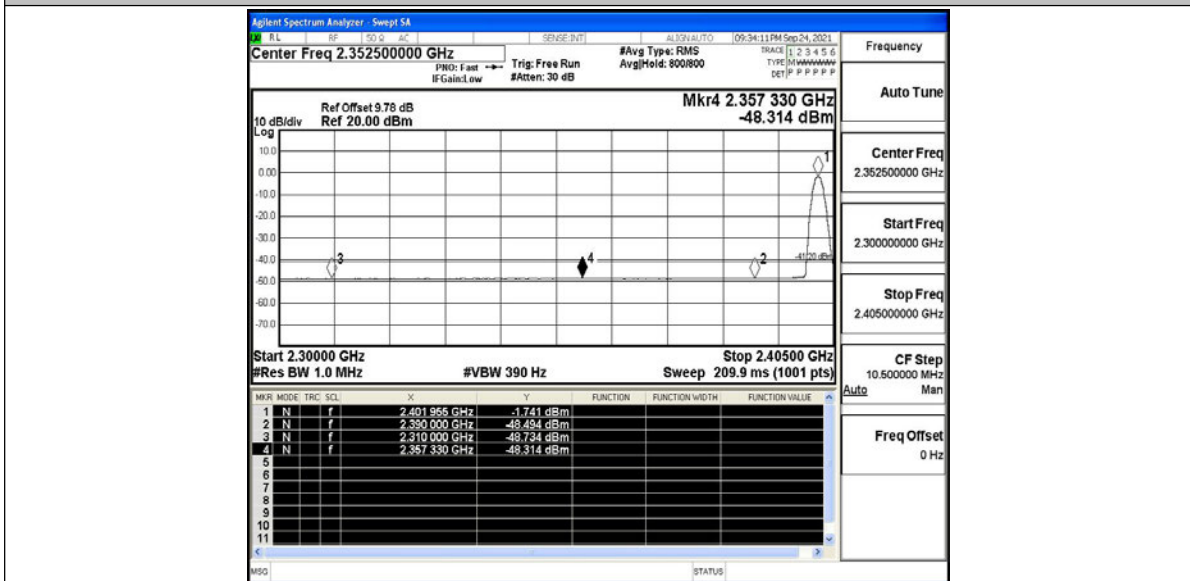 Agilent Spectrum Analyzer - Swept SA
RL RF 50 Ω AC SENSE:INT ALIGNAUTO 09:34:11PM Sep 24, 2021
Center Freq 2.352500000 GHz
PNO: Fast
IFGain:Low
Trig: Free Run
#Atten: 30 dB
#Avg Type: RMS
Avg|Hold: 800/800
TRACE 1 2 3 4 5 6
TYPE M
DET P P P P P P
Mkr4 2.357 330 GHz
-48.314 dBm
Ref Offset 9.78 dB
10 dB/div Ref 20.00 dBm
Log
10.0
0.00
-10.0
-20.0
-30.0
-40.0
-50.0
-60.0
-70.0
1
2
3
4
-41.20 dBm
Start 2.30000 GHz Stop 2.40500 GHz
#Res BW 1.0 MHz #VBW 390 Hz Sweep 209.9 ms (1001 pts)
MKR MODE TRC SCL X Y FUNCTION FUNCTION WIDTH FUNCTION VALUE
1 N f 2.401 955 GHz -1.741 dBm
2 N f 2.390 000 GHz -48.494 dBm
3 N f 2.310 000 GHz -48.734 dBm
4 N f 2.357 330 GHz -48.314 dBm
5
6
7
8
9
10
11
MSG STATUS
Frequency
Auto Tune
Center Freq
2.352500000 GHz
Start Freq
2.300000000 GHz
Stop Freq
2.405000000 GHz
CF Step
10.500000 MHz
Auto Man
Freq Offset
0 Hz